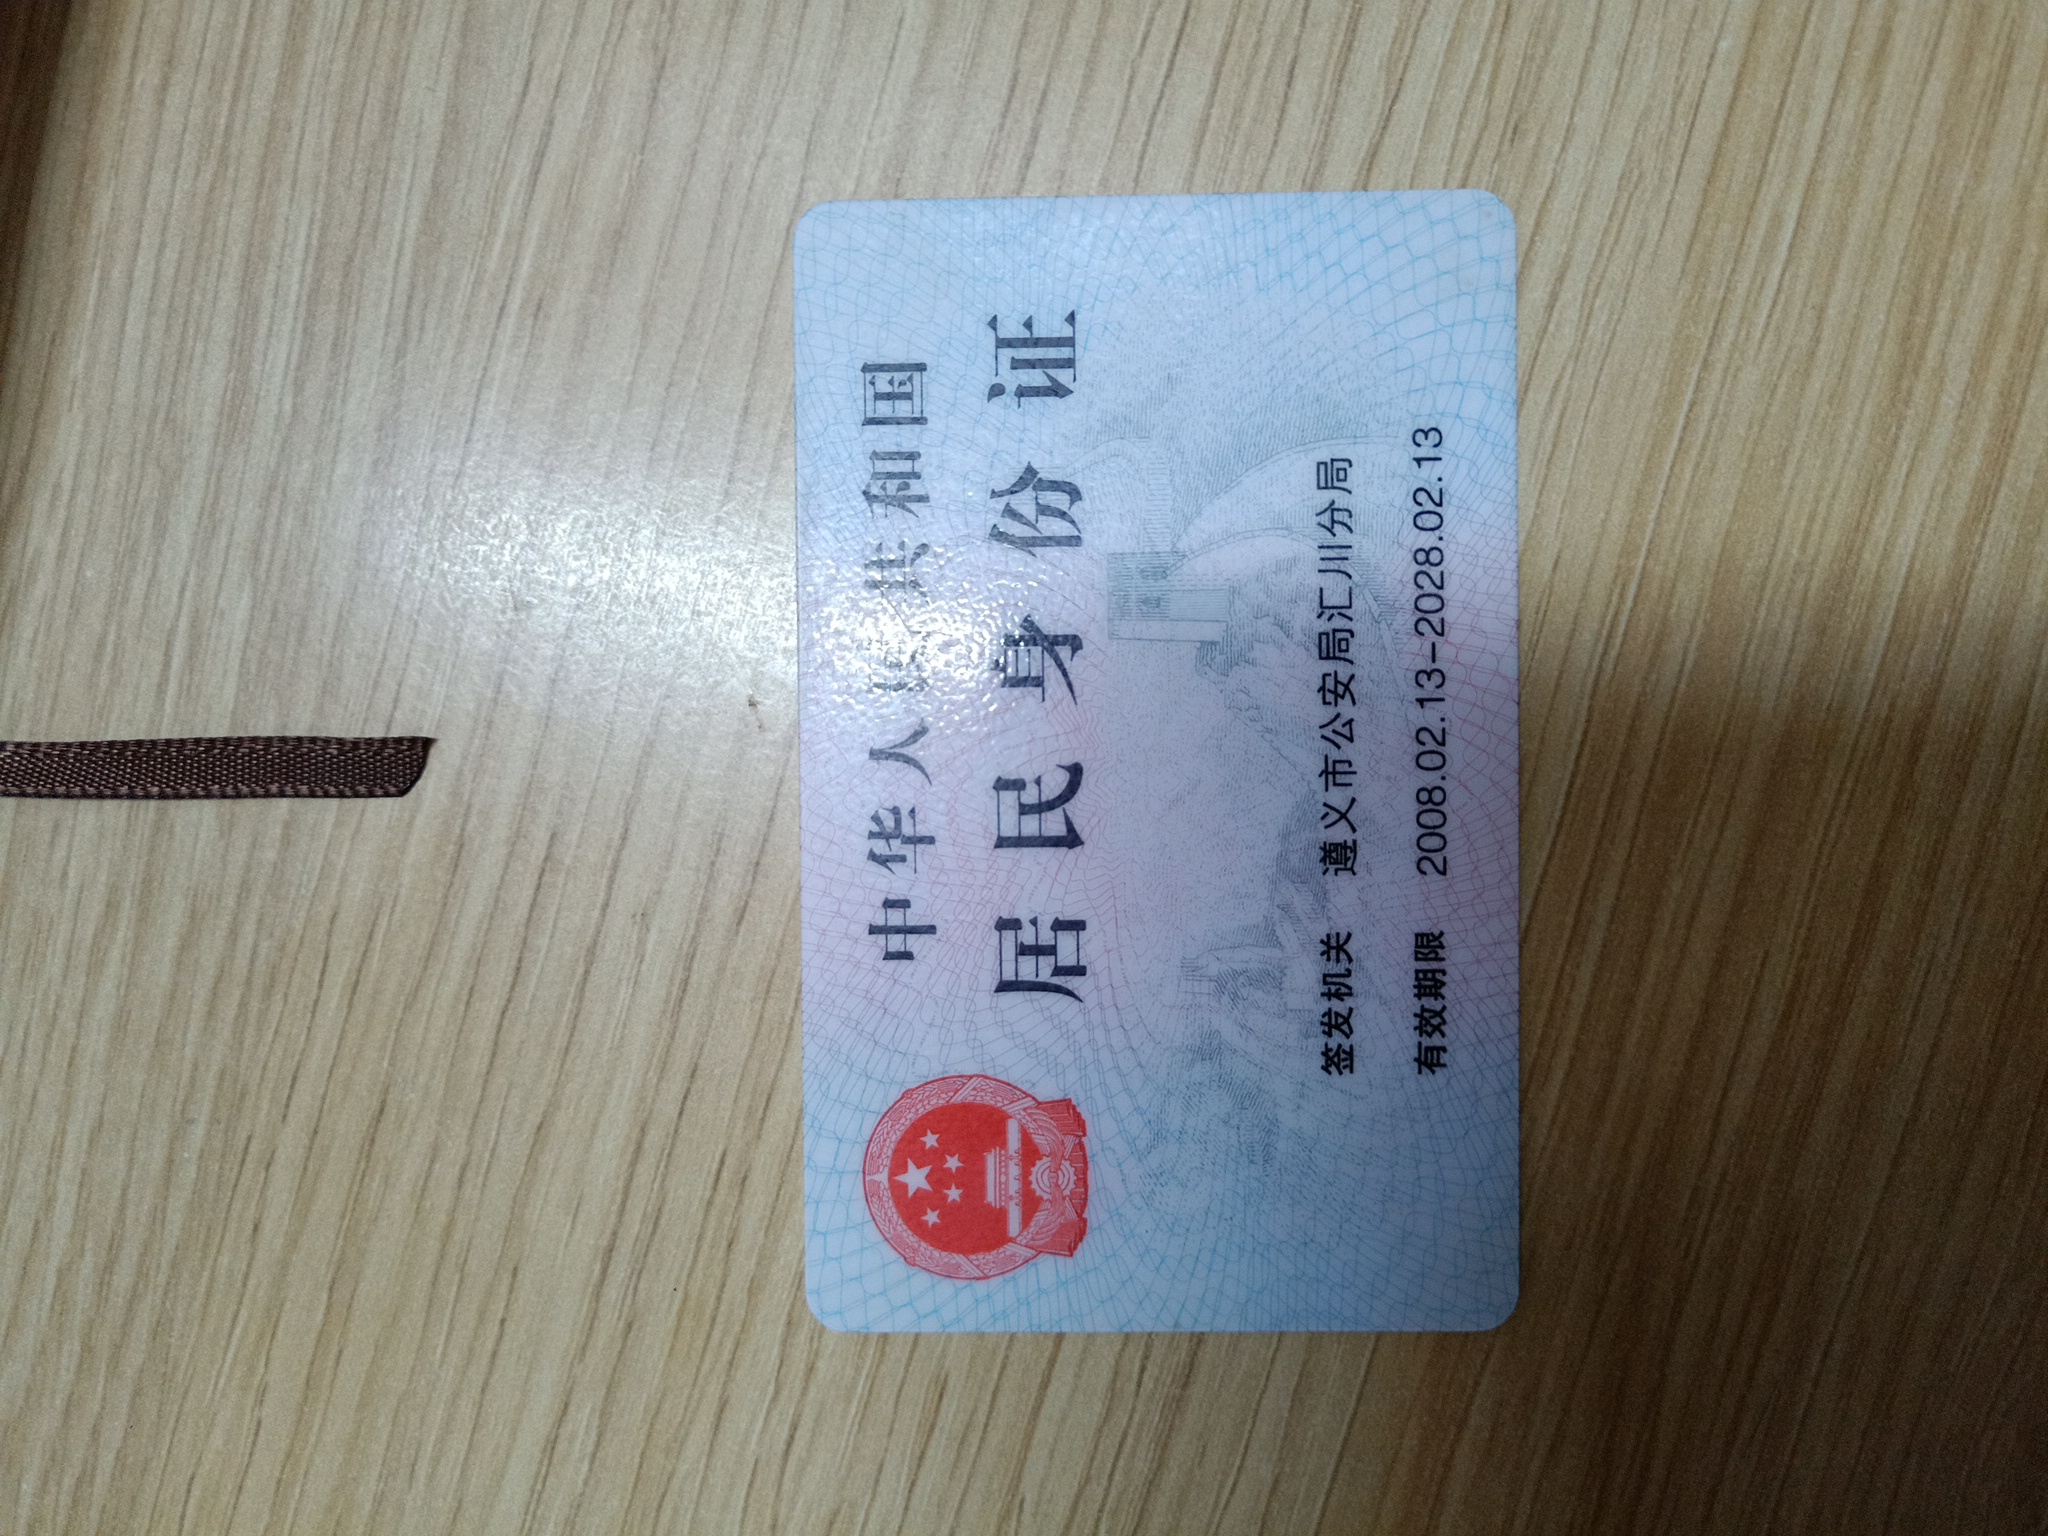 中华人民共和国
居民身份证
签发机关 遵义市公安局汇川分局
有效期限 2008.02.13-2028.02.13